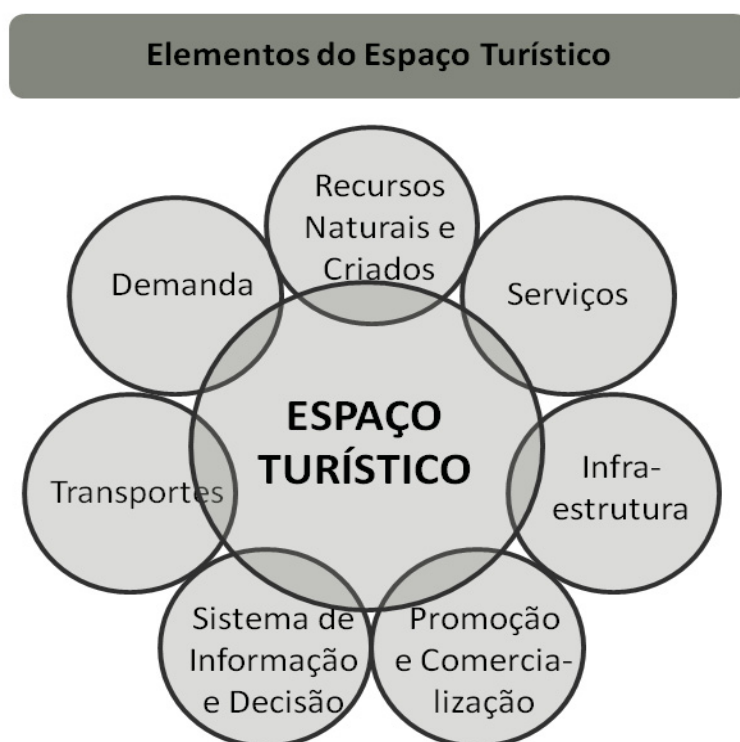 Elementos do Espaço Turístico
Recursos
Naturais e
Criados
Demanda
Serviços
ESPAÇO
TURÍSTICO
Transportes
Infra-
estrutura
Sistema de
Informação
e Decisão
Promoção
e Comercia-
lização